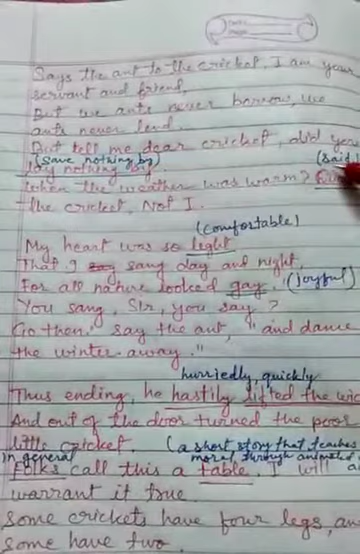 Says the ant to the cricket, I am your
servant and friend,
But we ants never borrow, we
ants never lend.
But tell me dear cricket, did you
(save nothing by) (said
lay nothing by.
When the weather was warm?
the cricket, Not I.
(comfortable)
My heart was so light
That I sang day and night,
For all nature looked gay. (joyful)
You sang, Sir, you say?
Go then." say the ant, "and dance
the winter away."
hurriedly, quickly
Thus ending, he hastily lifted the wic
And out of the door turned the poor
little cricket. (a short story that teaches
in general moral through animated
Folks call this a fable, I will
warrant it true.
some crickets have four legs, an
some have two.